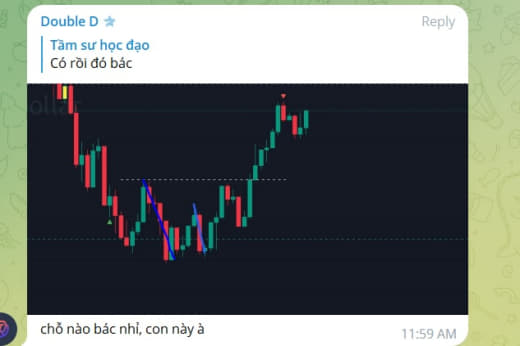 Double D
Reply
Tầm sư học đạo
Có rồi đó bác
ollar
chỗ nào bác nhỉ, con này à
11:59 AM